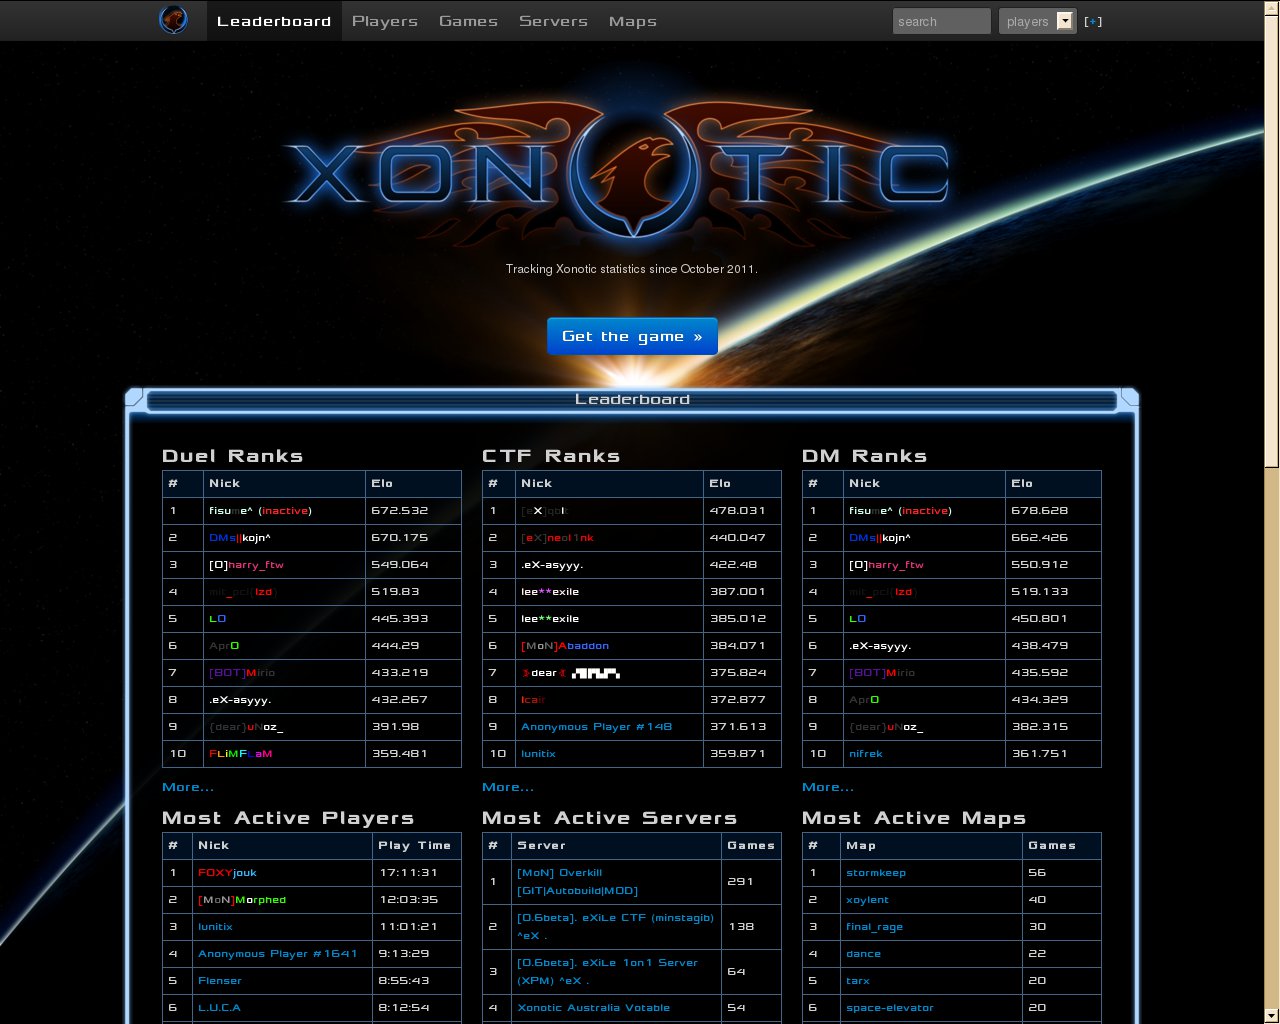 Leaderboard Players Games Servers Maps search players [+]
XONOTIC
Tracking Xonotic statistics since October 2011.
Get the game »
Leaderboard
Duel Ranks
# Nick Elo
1 fisume^ (inactive) 672.532
2 DMs||kojn^ 670.175
3 [O]harry_ftw 549.064
4 lzd 519.83
5 LO 445.393
6 AprO 444.29
7 [BOT]Mirio 433.219
8 .eX-asyyy. 432.267
9 {dear}uNoz_ 391.98
10 FLiMFLaM 359.481
More...
CTF Ranks
# Nick Elo
1 478.031
2 [eX]neol1nk 440.047
3 .eX-asyyy. 422.48
4 lee**exile 387.001
5 lee**exile 385.012
6 [MoN]Abaddon 384.071
7 dear 375.824
8 Icair 372.877
9 Anonymous Player #148 371.613
10 lunitix 359.871
More...
DM Ranks
# Nick Elo
1 fisume^ (inactive) 678.628
2 DMs||kojn^ 662.426
3 [O]harry_ftw 550.912
4 lzd 519.133
5 LO 450.801
6 .eX-asyyy. 438.479
7 [BOT]Mirio 435.592
8 AprO 434.329
9 {dear}uNoz_ 382.315
10 nifrek 361.751
More...
Most Active Players
# Nick Play Time
1 FOXYjouk 17:11:31
2 [MoN]Morphed 12:03:35
3 lunitix 11:01:21
4 Anonymous Player #1641 9:13:29
5 Flenser 8:55:43
6 L.U.C.A 8:12:54
Most Active Servers
# Server Games
1 [MoN] Overkill 291
[GIT|Autobuild|MOD]
2 [0.6beta]. eXiLe CTF (minstagib) 138
^eX .
3 [0.6beta]. eXiLe 1on1 Server 64
(XPM) ^eX .
4 Xonotic Australia Votable 54
Most Active Maps
# Map Games
1 stormkeep 56
2 xoylent 40
3 final_rage 30
4 dance 22
5 tarx 20
6 space-elevator 20